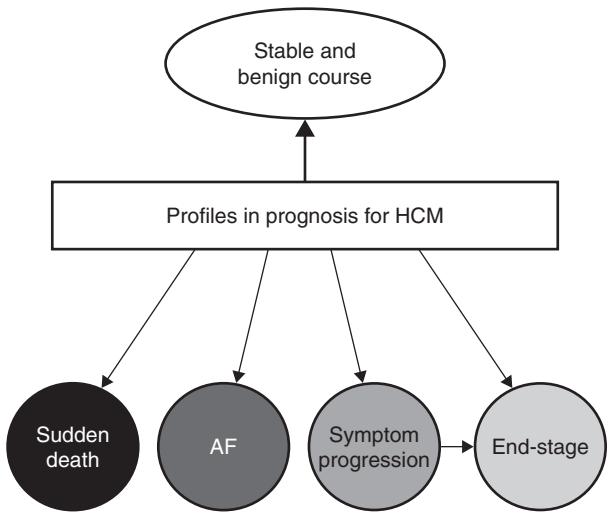 Stable and
benign course
Profiles in prognosis for HCM
Sudden
death
AF
Symptom
progression
End-stage